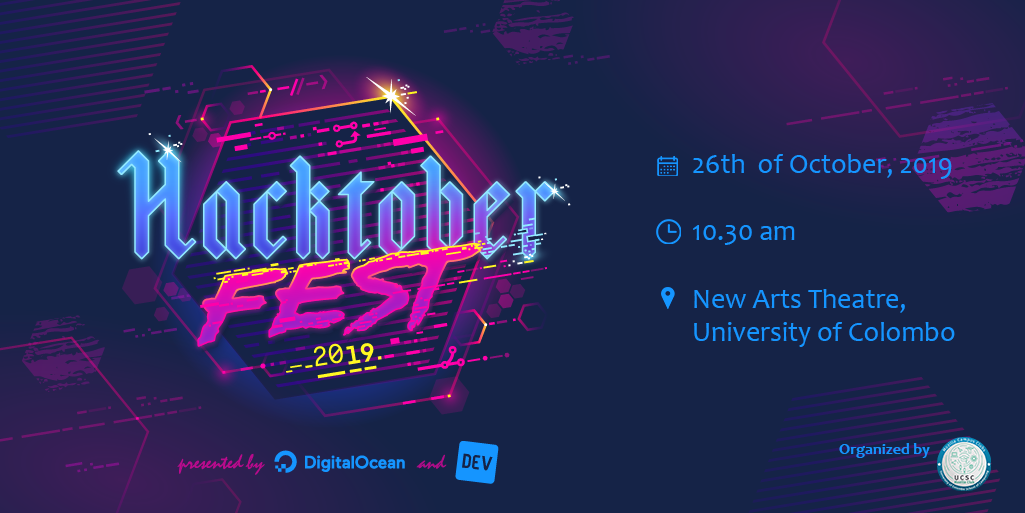 Hacktober
FEST
2019.
presented by DigitalOcean and DEV
26th of October, 2019
10.30 am
New Arts Theatre,
University of Colombo
Organized by
UCSC